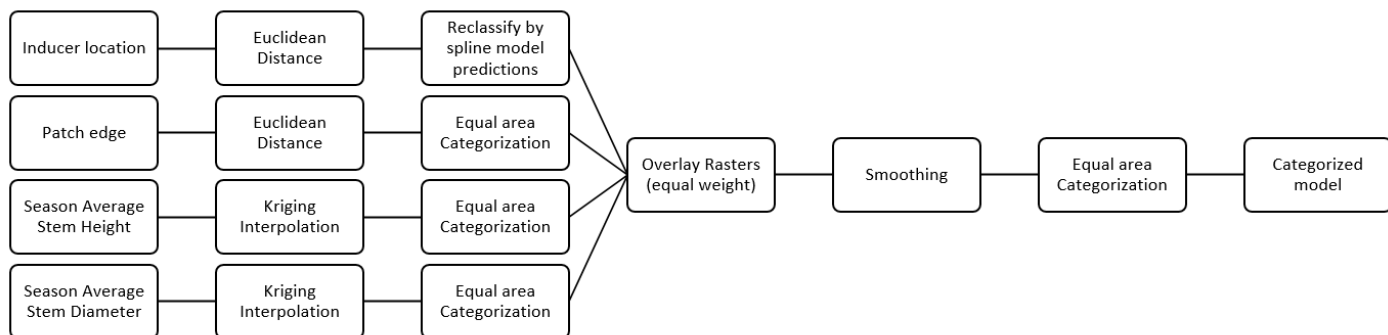 Inducer location
Euclidean
Distance
Reclassify by
spline model
predictions
Patch edge
Euclidean
Distance
Equal area
Categorization
Season Average
Stem Height
Kriging
Interpolation
Equal area
Categorization
Season Average
Stem Diameter
Kriging
Interpolation
Equal area
Categorization
Overlay Rasters
(equal weight)
Smoothing
Equal area
Categorization
Categorized
model